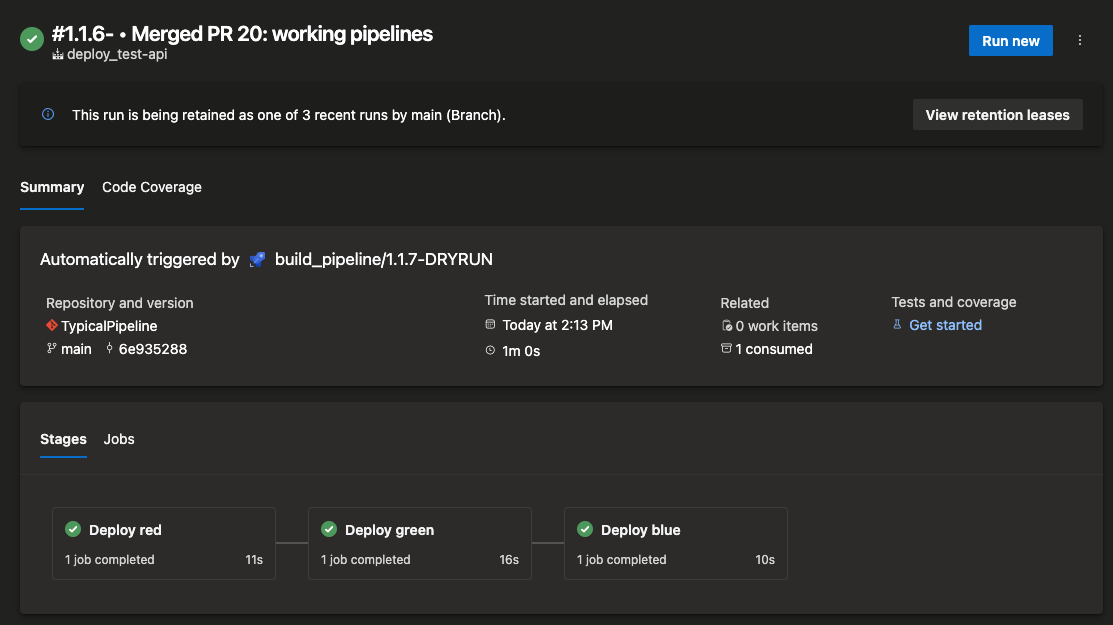 #1.1.6- • Merged PR 20: working pipelines
deploy_test-api
Run new
This run is being retained as one of 3 recent runs by main (Branch).
View retention leases
Summary
Code Coverage
Automatically triggered by build_pipeline/1.1.7-DRYRUN
Repository and version
TypicalPipeline
main 6e935288
Time started and elapsed
Today at 2:13 PM
1m 0s
Related
0 work items
1 consumed
Tests and coverage
Get started
Stages
Jobs
Deploy red
1 job completed 11s
Deploy green
1 job completed 16s
Deploy blue
1 job completed 10s